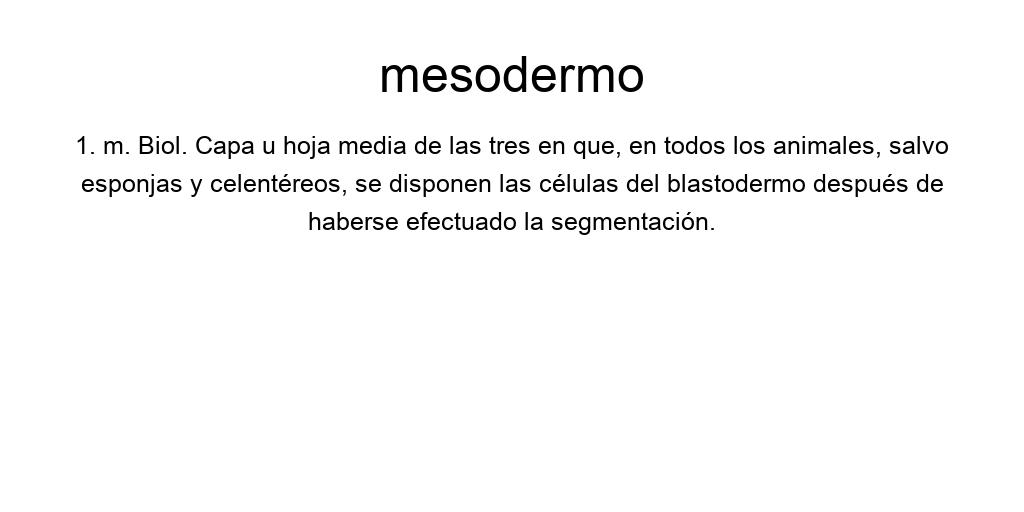 mesodermo
1. m. Biol. Capa u hoja media de las tres en que, en todos los animales, salvo
esponjas y celentéreos, se disponen las células del blastodermo después de
haberse efectuado la segmentación.